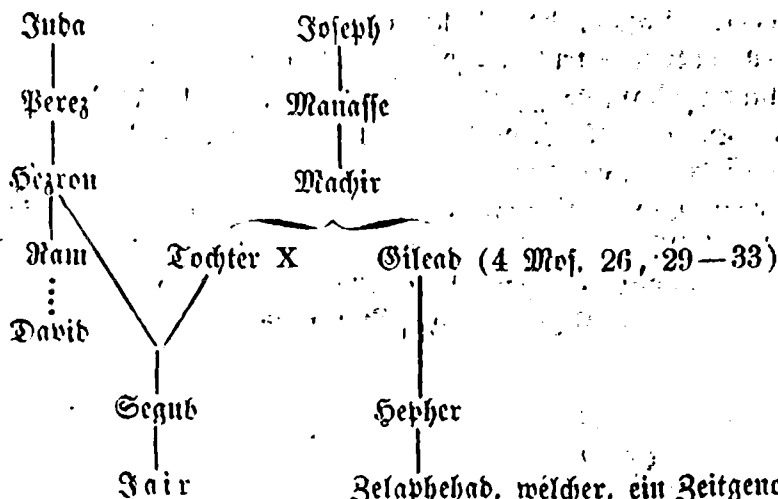 Juda Joseph
Perez Manasse
Hezron Machir
Ram Tochter X Gilead (4 Mos. 26, 29—33)
David
Segub Hepher
Jair Zelaphehad, welcher, ein